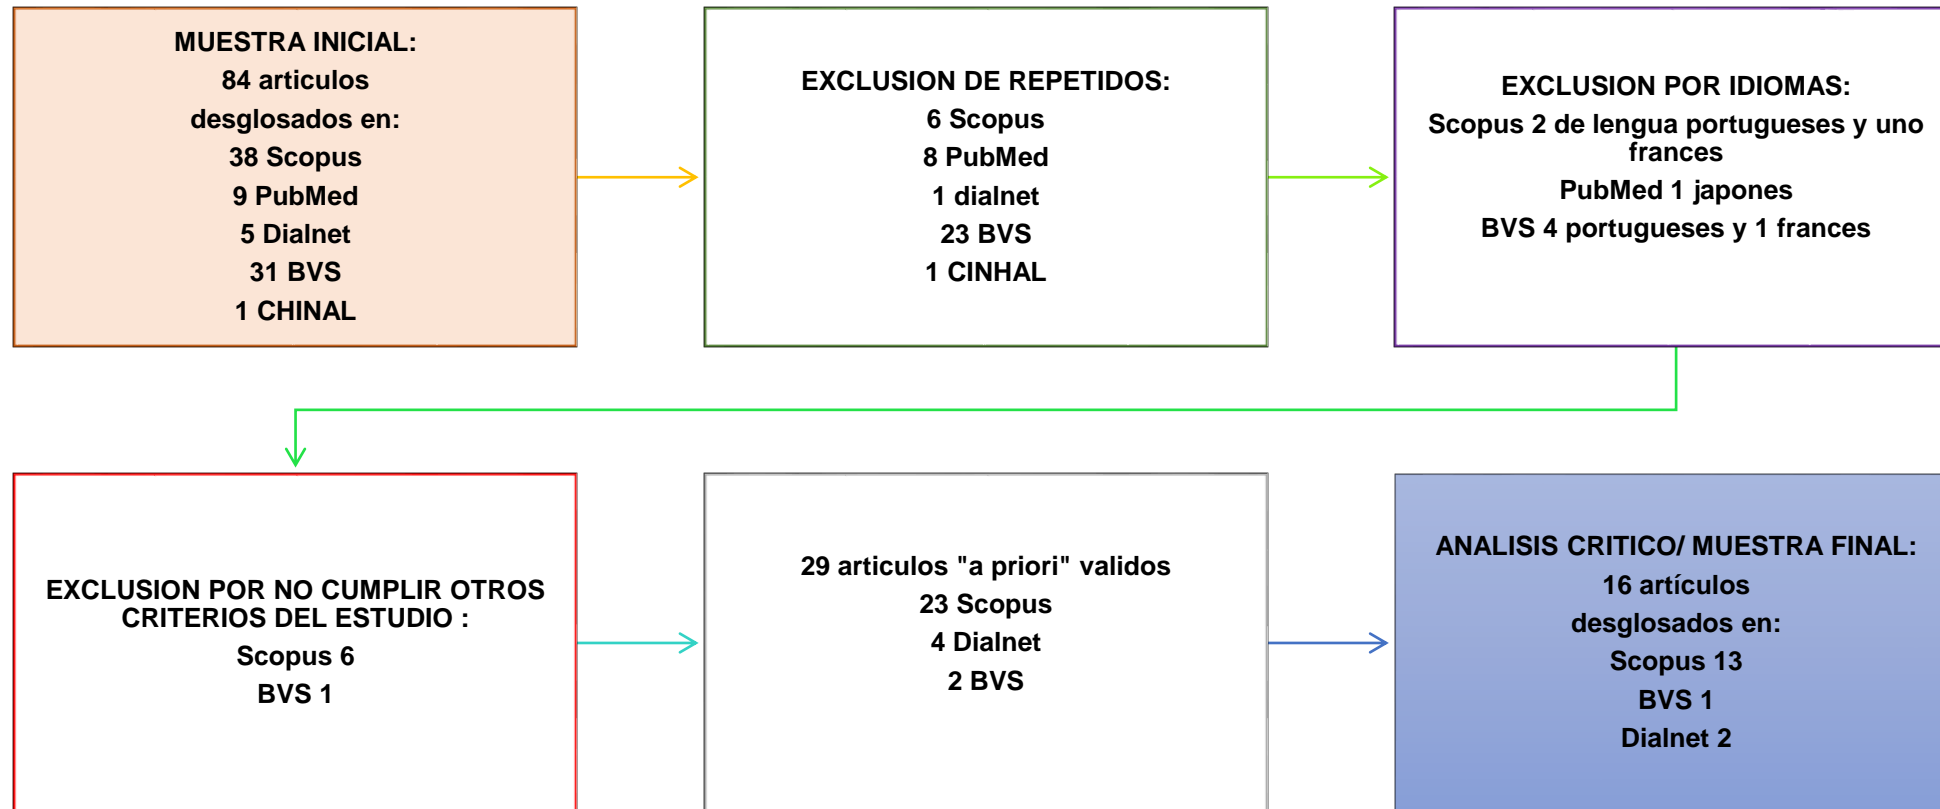 MUESTRA INICIAL:
84 articulos
desglosados en:
38 Scopus
9 PubMed
5 Dialnet
31 BVS
1 CHINAL
EXCLUSION DE REPETIDOS:
6 Scopus
8 PubMed
1 dialnet
23 BVS
1 CINHAL
EXCLUSION POR IDIOMAS:
Scopus 2 de lengua portugueses y uno
frances
PubMed 1 japones
BVS 4 portugueses y 1 frances
EXCLUSION POR NO CUMPLIR OTROS
CRITERIOS DEL ESTUDIO :
Scopus 6
BVS 1
29 articulos "a priori" validos
23 Scopus
4 Dialnet
2 BVS
ANALISIS CRITICO/ MUESTRA FINAL:
16 artículos
desglosados en:
Scopus 13
BVS 1
Dialnet 2